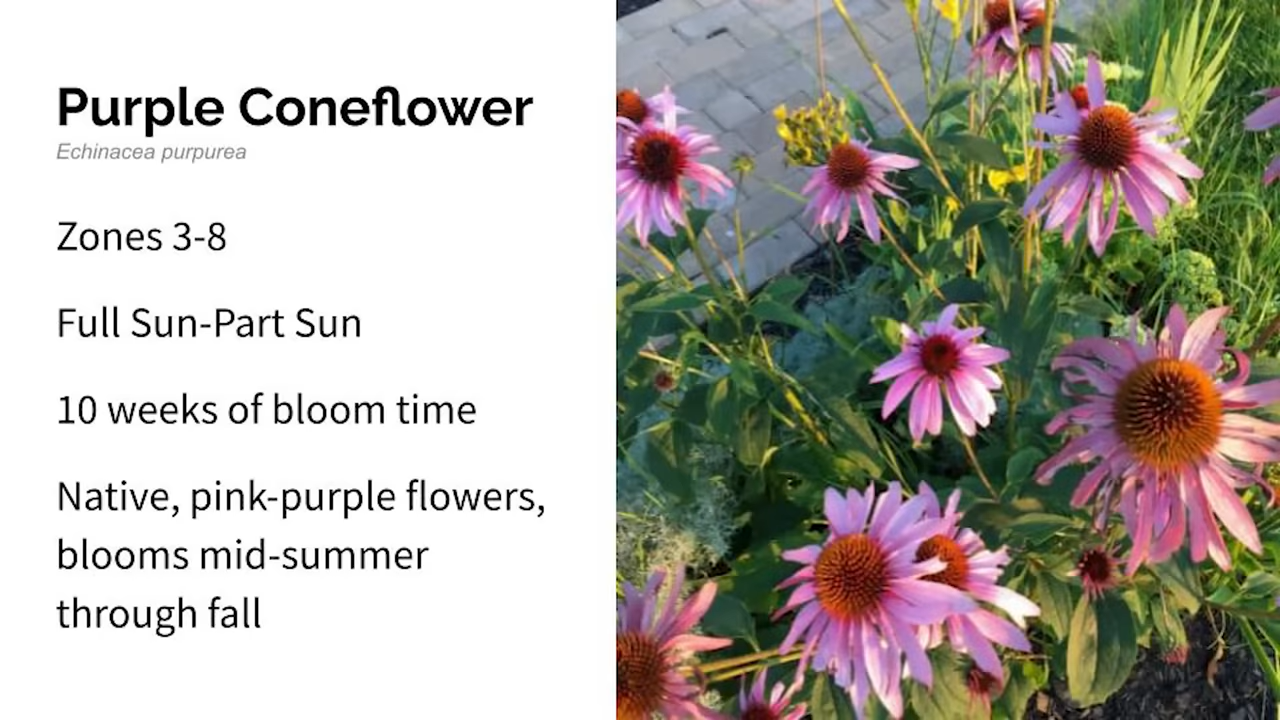 Purple Coneflower
Echinacea purpurea
Zones 3-8
Full Sun-Part Sun
10 weeks of bloom time
Native, pink-purple flowers,
blooms mid-summer
through fall